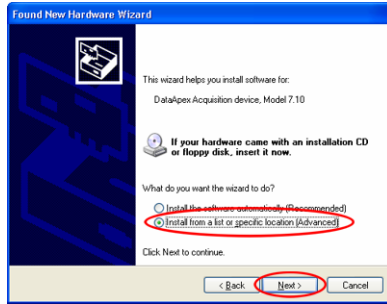 Found New Hardware Wizard
This wizard helps you install software for:
DataApex Acquisition device, Model 7.10
If your hardware came with an installation CD
or floppy disk, insert it now.
What do you want the wizard to do?
Install the software automatically (Recommended)
Install from a list or specific location (Advanced)
Click Next to continue.
< Back Next > Cancel